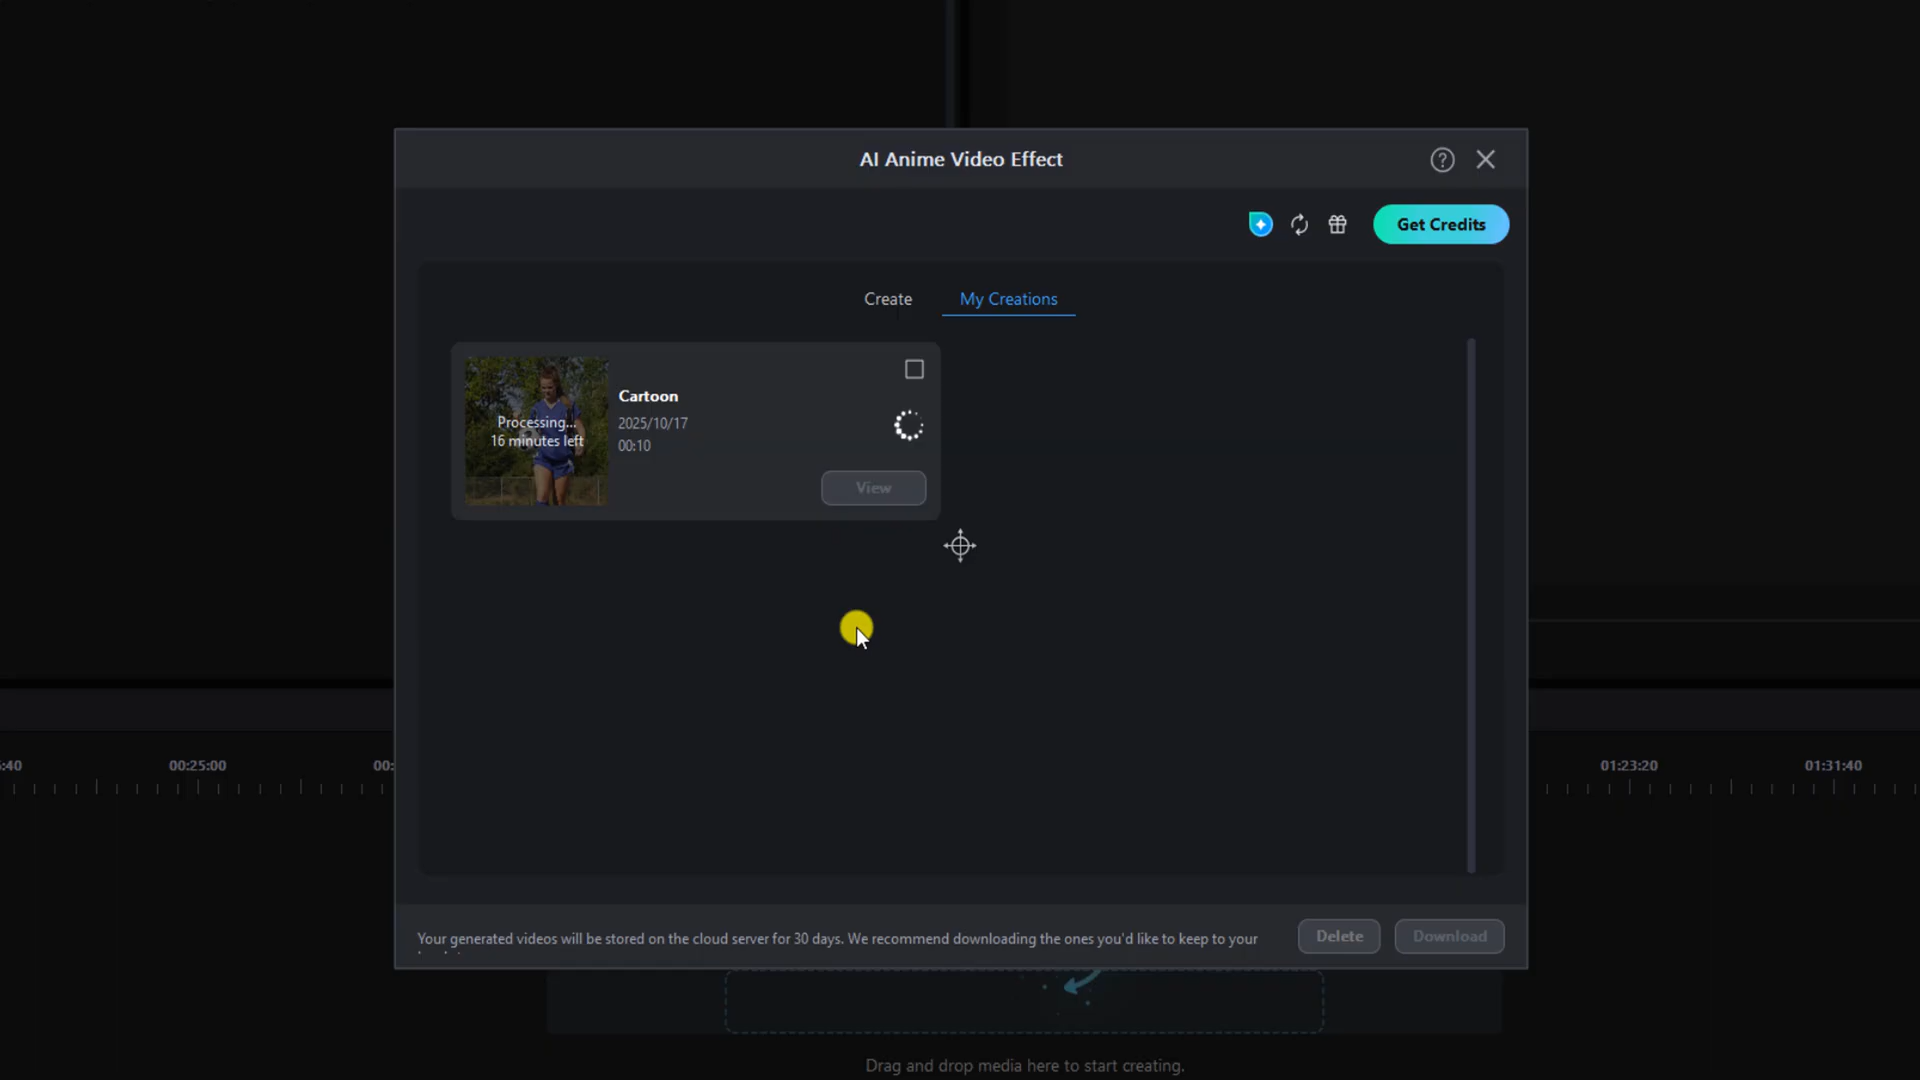 AI Anime Video Effect
Get Credits
Create
My Creations
Processing...
16 minutes left
Cartoon
2025/10/17
00:10
View
00:25:00
01:23:20
01:31:40
Your generated videos will be stored on the cloud server for 30 days. We recommend downloading the ones you'd like to keep to your
Delete
Download
Drag and drop media here to start creating.